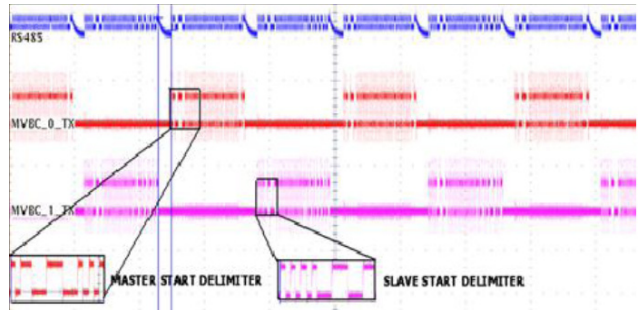 RS485
MVBC_0_TX
MVBC_1_TX
MASTER START DELIMITER
SLAVE START DELIMITER